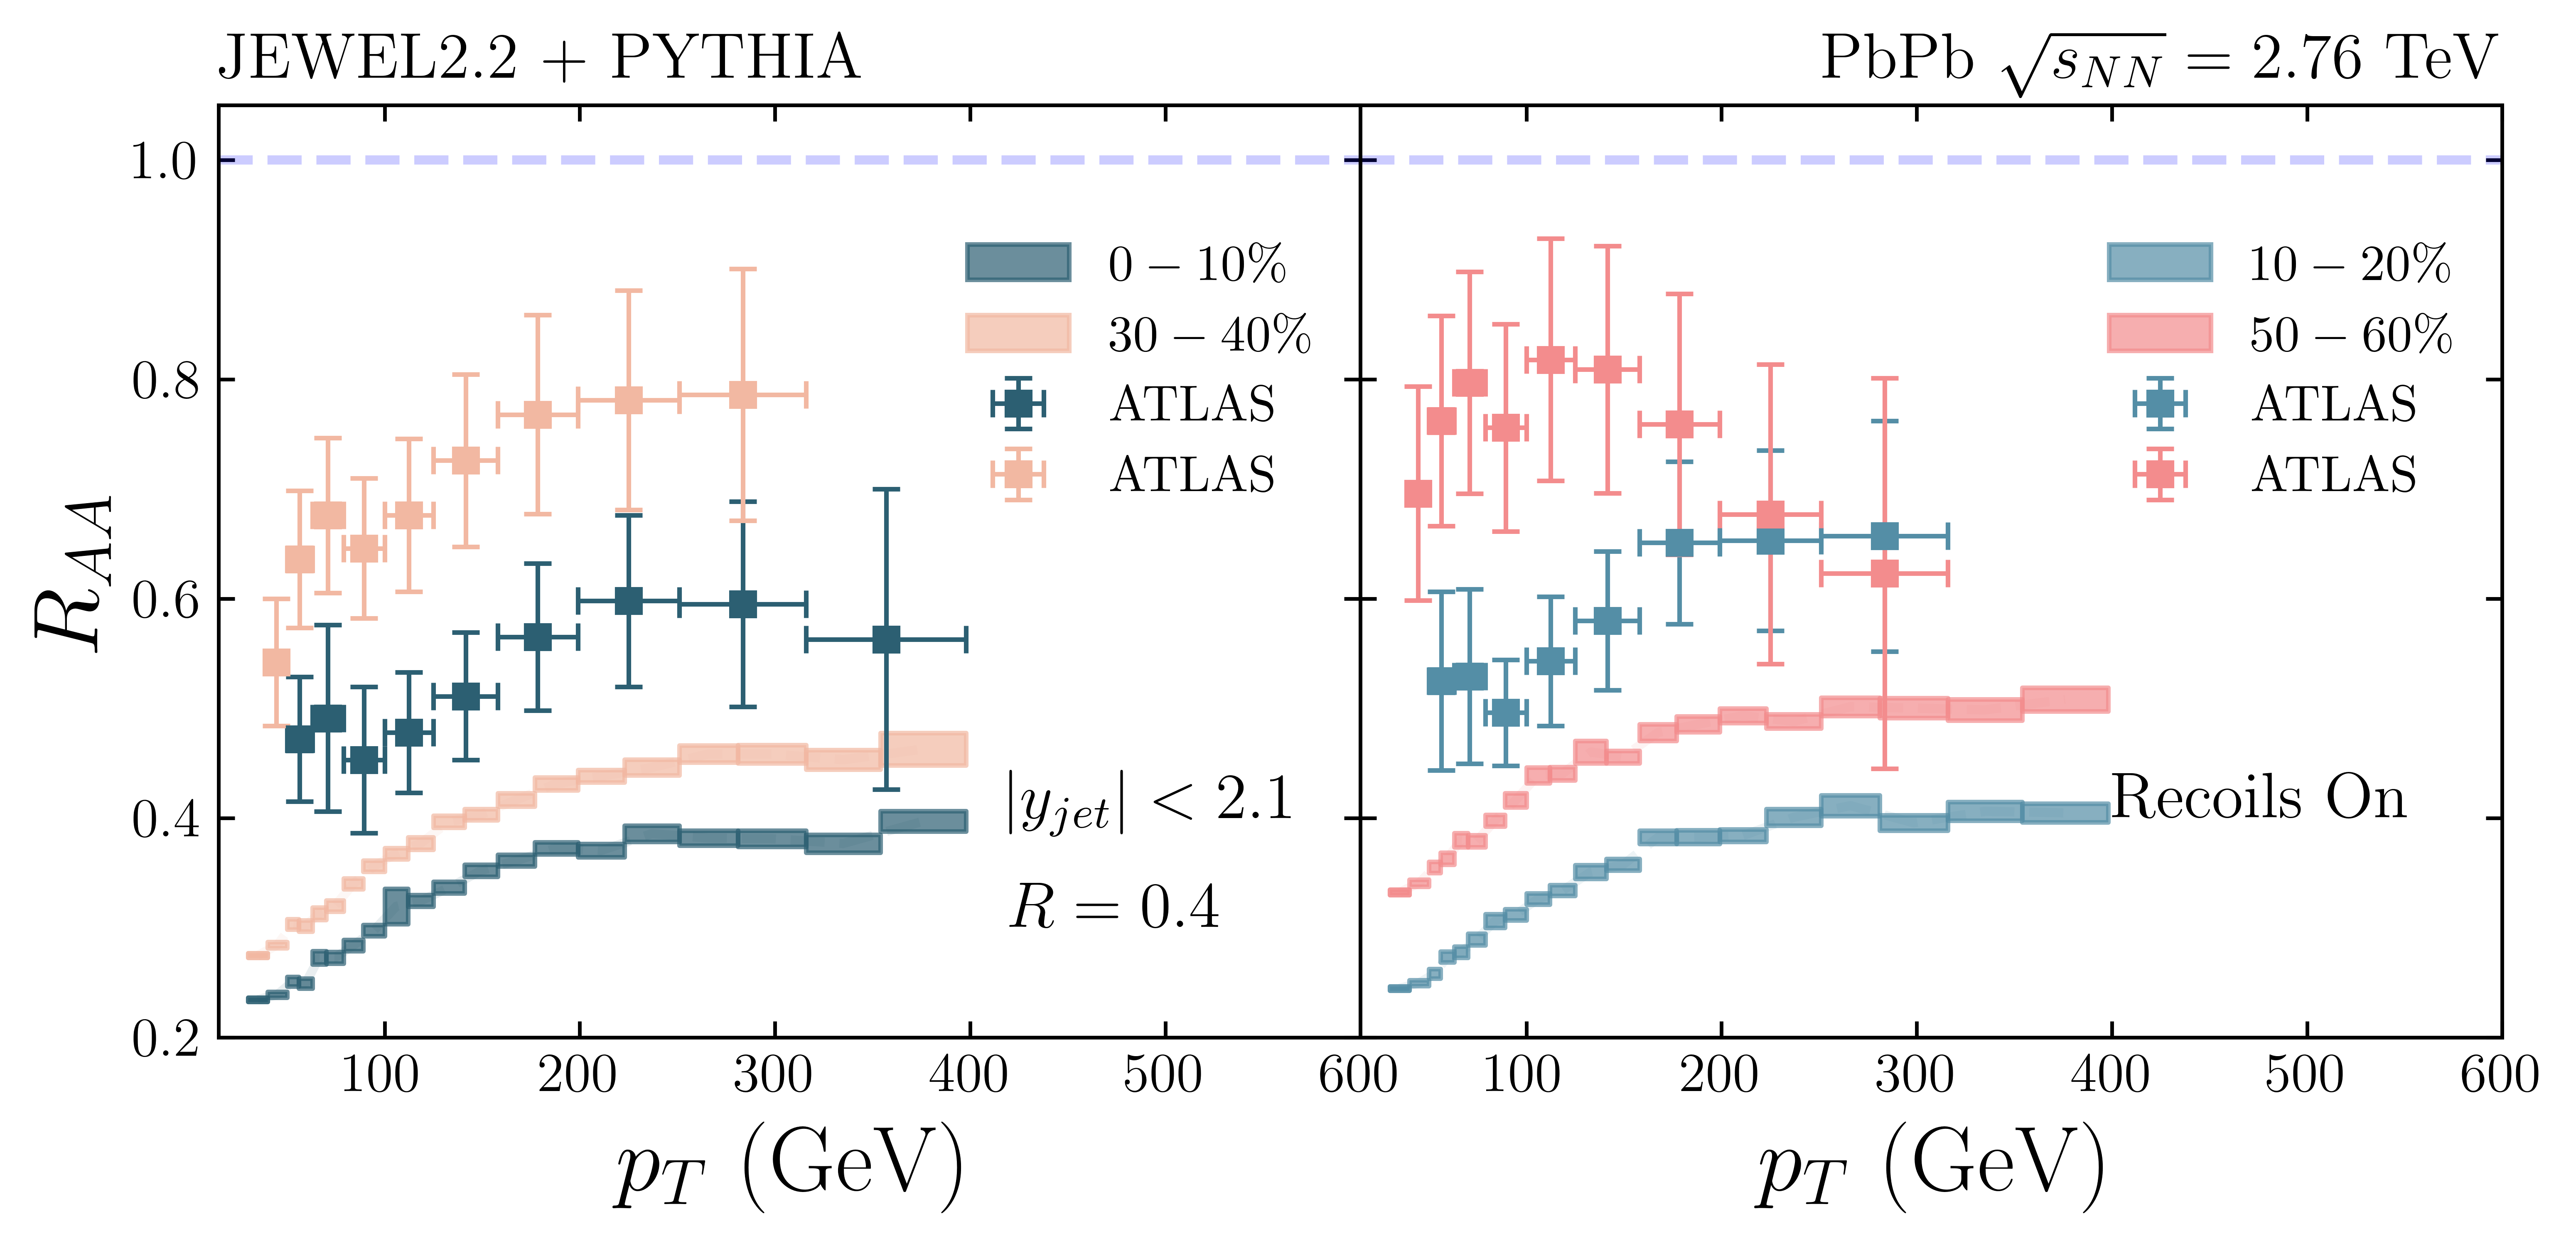 JEWEL2.2 + PYTHIA
PbPb √s_NN = 2.76 TeV
R_AA
1.0
0.8
0.6
0.4
0.2
0 − 10%
30 − 40%
ATLAS
ATLAS
|y_jet| < 2.1
R = 0.4
100 200 300 400 500 600
p_T (GeV)
10 − 20%
50 − 60%
ATLAS
ATLAS
Recoils On
100 200 300 400 500 600
p_T (GeV)